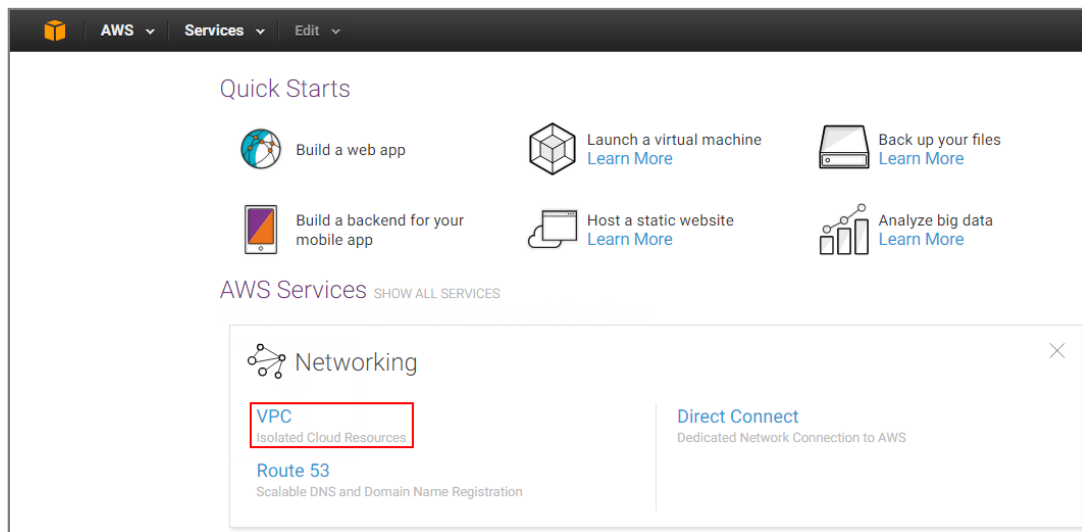 AWS Services Edit
Quick Starts
Build a web app
Launch a virtual machine
Learn More
Back up your files
Learn More
Build a backend for your
mobile app
Host a static website
Learn More
Analyze big data
Learn More
AWS Services SHOW ALL SERVICES
Networking
VPC
Isolated Cloud Resources
Direct Connect
Dedicated Network Connection to AWS
Route 53
Scalable DNS and Domain Name Registration